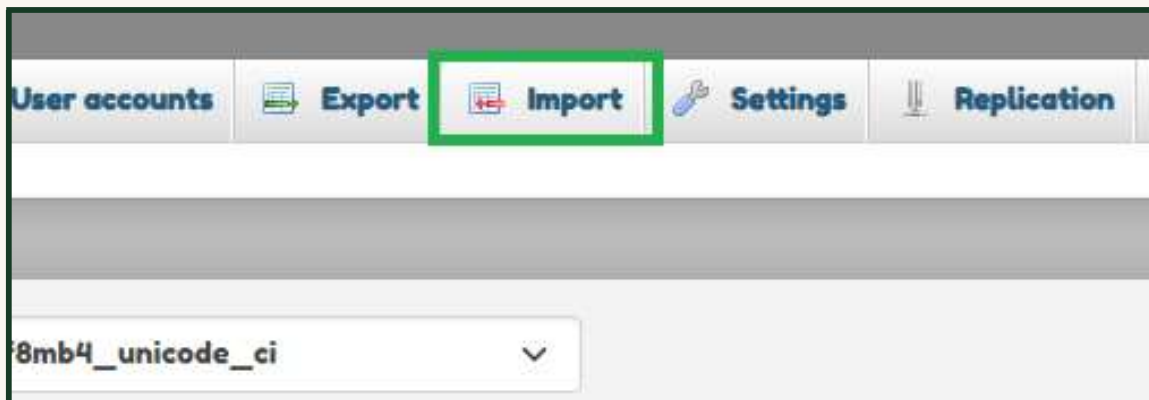 User accounts Export Import Settings Replication
f8mb4_unicode_ci